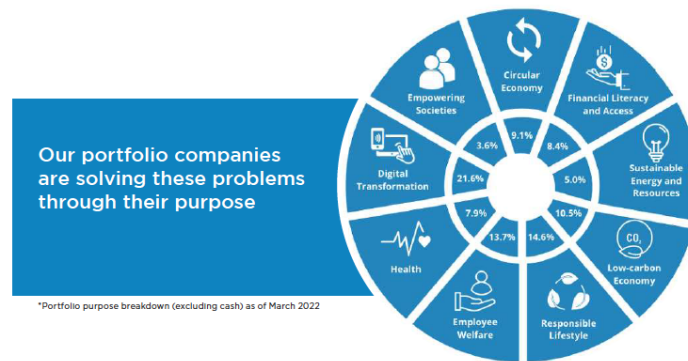 Our portfolio companies
are solving these problems
through their purpose
*Portfolio purpose breakdown (excluding cash) as of March 2022
Circular
Economy
9.1%
Financial Literacy
and Access
8.4%
Sustainable
Energy and
Resources
5.0%
CO₂
Low-carbon
Economy
10.5%
Responsible
Lifestyle
14.6%
Employee
Welfare
13.7%
Health
7.9%
Digital
Transformation
21.6%
Empowering
Societies
3.6%
$